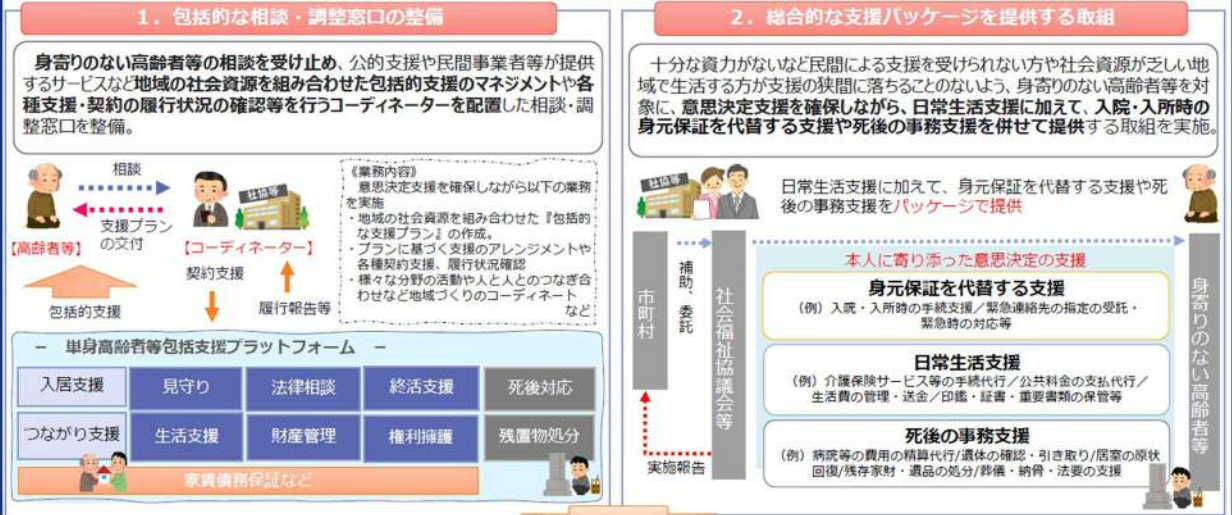 1．包括的な相談・調整窓口の整備
身寄りのない高齢者等の相談を受け止め、公的支援や民間事業者等が提供
するサービスなど地域の社会資源を組み合わせた包括的支援のマネジメントや各
種支援・契約の履行状況の確認等を行うコーディネーターを配置した相談・調
整窓口を整備。
相談
支援プラン
の交付
【高齢者等】
【コーディネーター】
社協等
包括的支援
契約支援
履行報告等
《業務内容》
意思決定支援を確保しながら以下の業務
を実施
・地域の社会資源を組み合わせた『包括的
な支援プラン』の作成。
・プランに基づく支援のアレンジメントや
各種契約支援、履行状況確認
・様々な分野の活動や人と人とのつなぎ合
わせなど地域づくりのコーディネート
など
－ 単身高齢者等包括支援プラットフォーム －
入居支援 見守り 法律相談 終活支援 死後対応
つながり支援 生活支援 財産管理 権利擁護 残置物処分
家賃債務保証など
2．総合的な支援パッケージを提供する取組
十分な資力がないなど民間による支援を受けられない方や社会資源が乏しい地
域で生活する方が支援の狭間に落ちることのないよう、身寄りのない高齢者等を
対象に、意思決定支援を確保しながら、日常生活支援に加えて、入院・入所時の
身元保証を代替する支援や死後の事務支援を併せて提供する取組を実施。
社協等
日常生活支援に加えて、身元保証を代替する支援や死
後の事務支援をパッケージで提供
市町村
補助、委託
実施報告
社会福祉協議会等
本人に寄り添った意思決定の支援
身元保証を代替する支援
（例）入院・入所時の手続支援／緊急連絡先の指定の受託・
緊急時の対応等
日常生活支援
（例）介護保険サービス等の手続代行／公共料金の支払代行／
生活費の管理・送金／印鑑・証書・重要書類の保管等
死後の事務支援
（例）病院等の費用の精算代行/遺体の確認・引き取り/居室の原状
回復/残存家財・遺品の処分/葬儀・納骨・法要の支援
身寄りのない高齢者等